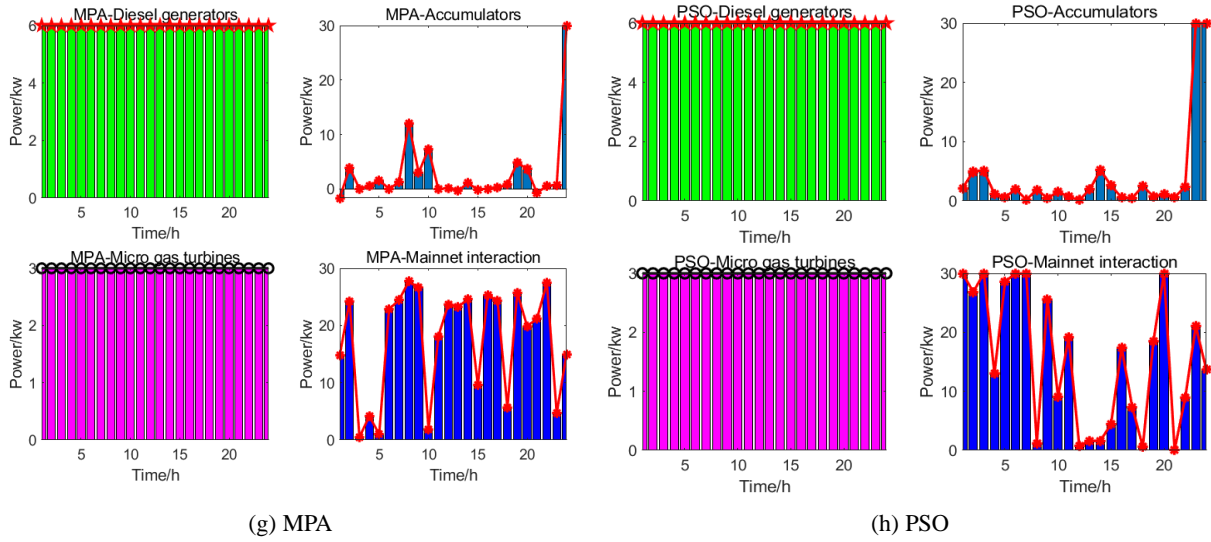 MPA-Diesel generators
Power/kw
6
4
2
0
5 10 15 20
Time/h
MPA-Accumulators
Power/kw
30
20
10
0
5 10 15 20
Time/h
MPA-Micro gas turbines
Power/kw
3
2
1
0
5 10 15 20
Time/h
MPA-Mainnet interaction
Power/kw
30
20
10
0
5 10 15 20
Time/h
(g) MPA
PSO-Diesel generators
Power/kw
6
4
2
0
5 10 15 20
Time/h
PSO-Accumulators
Power/kw
30
20
10
0
5 10 15 20
Time/h
PSO-Micro gas turbines
Power/kw
3
2
1
0
5 10 15 20
Time/h
PSO-Mainnet interaction
Power/kw
30
20
10
0
5 10 15 20
Time/h
(h) PSO